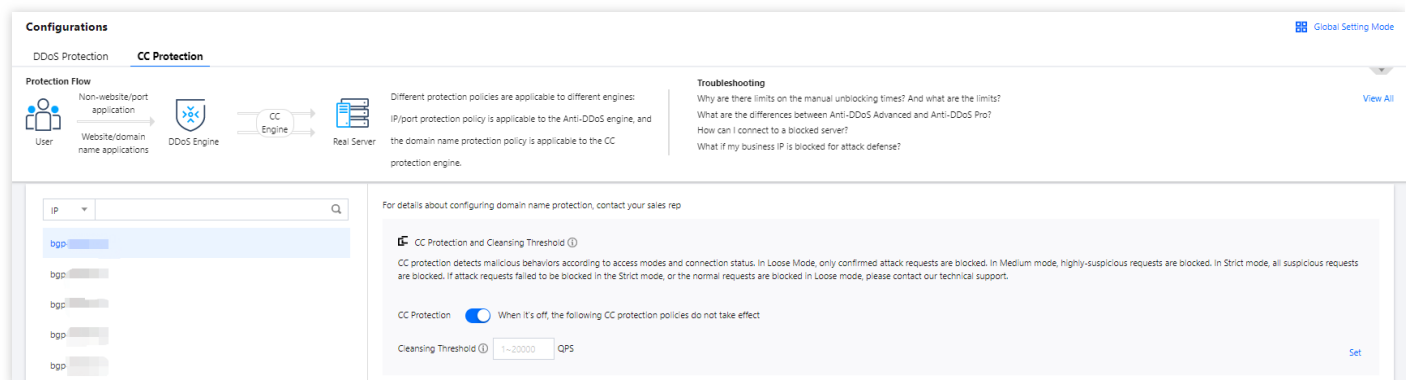 Configurations
Global Setting Mode
DDoS Protection
CC Protection
Protection Flow
Non-website/port
application
Website/domain
name applications
User
DDoS Engine
CC
Engine
Real Server
Different protection policies are applicable to different engines:
IP/port protection policy is applicable to the Anti-DDoS engine, and
the domain name protection policy is applicable to the CC
protection engine.
Troubleshooting
View All
Why are there limits on the manual unblocking times? And what are the limits?
What are the differences between Anti-DDoS Advanced and Anti-DDoS Pro?
How can I connect to a blocked server?
What if my business IP is blocked for attack defense?
IP
bgp-
bgp-
bgp
bgp
bgp
For details about configuring domain name protection, contact your sales rep
CC Protection and Cleansing Threshold
CC protection detects malicious behaviors according to access modes and connection status. In Loose Mode, only confirmed attack requests are blocked. In Medium mode, highly-suspicious requests are blocked. In Strict mode, all suspicious requests
are blocked. If attack requests failed to be blocked in the Strict mode, or the normal requests are blocked in Loose mode, please contact our technical support.
CC Protection When it's off, the following CC protection policies do not take effect
Cleansing Threshold 1~20000 QPS
Set